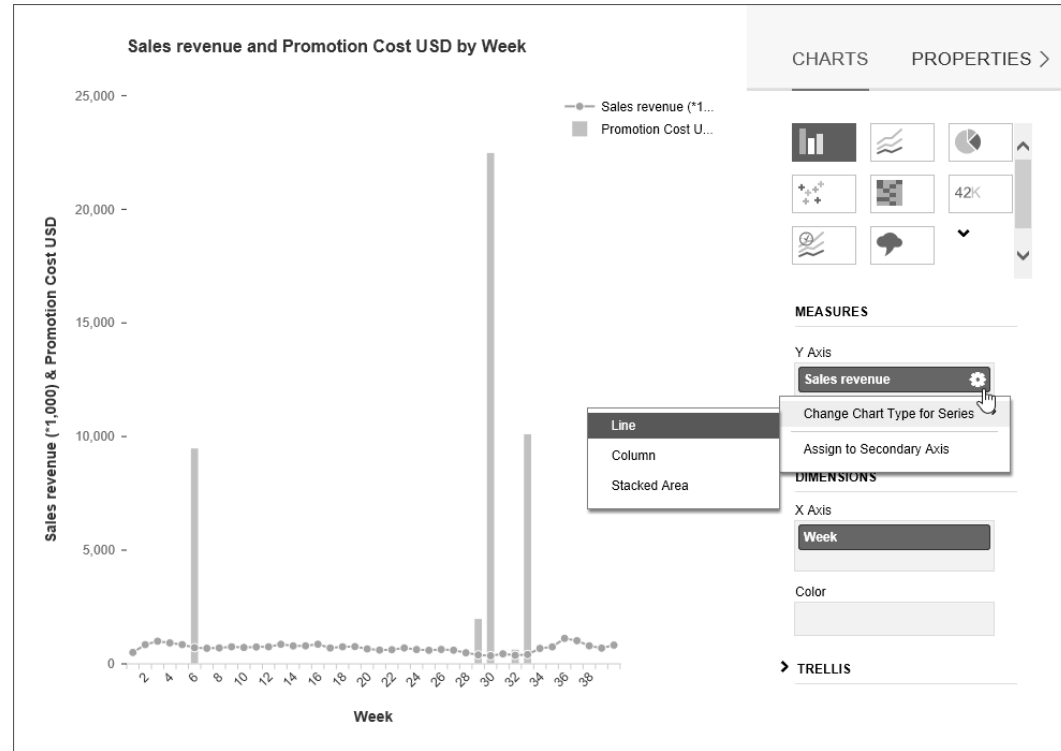 Sales revenue and Promotion Cost USD by Week
CHARTS
PROPERTIES >
25,000
20,000
15,000
10,000
5,000
0
Sales revenue (*1,000) & Promotion Cost USD
Sales revenue (*1...
Promotion Cost U...
2
4
6
8
10
12
14
16
18
20
22
24
26
28
30
32
34
36
38
Week
42K
MEASURES
Y Axis
Sales revenue
Change Chart Type for Series
Assign to Secondary Axis
Line
Column
Stacked Area
DIMENSIONS
X Axis
Week
Color
TRELLIS